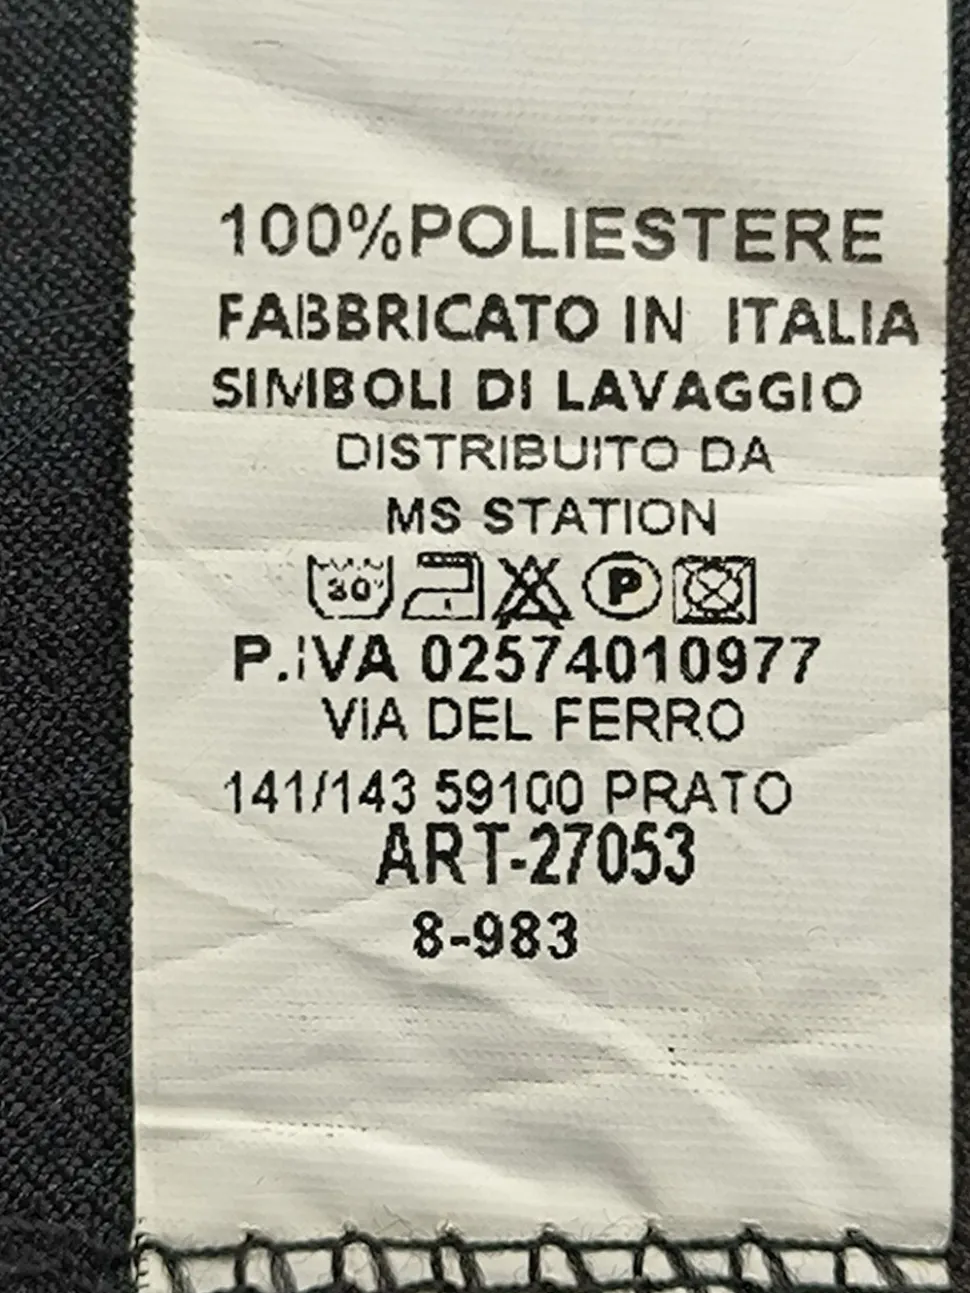 100%POLIESTERE
FABBRICATO IN ITALIA
SIMBOLI DI LAVAGGIO
DISTRIBUITO DA
MS STATION
30° P
P.IVA 02574010977
VIA DEL FERRO
141/143 59100 PRATO
ART-27053
8-983